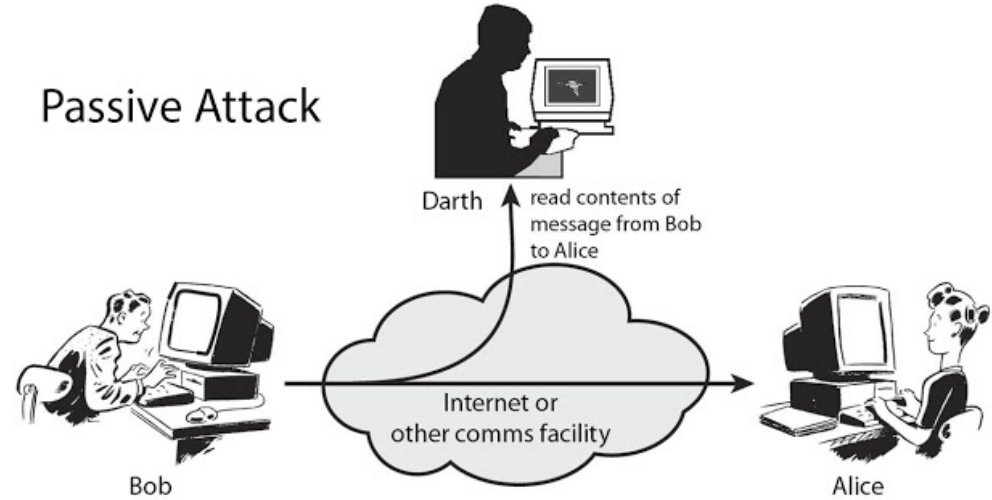 Passive Attack
Darth
read contents of
message from Bob
to Alice
Internet or
other comms facility
Bob
Alice